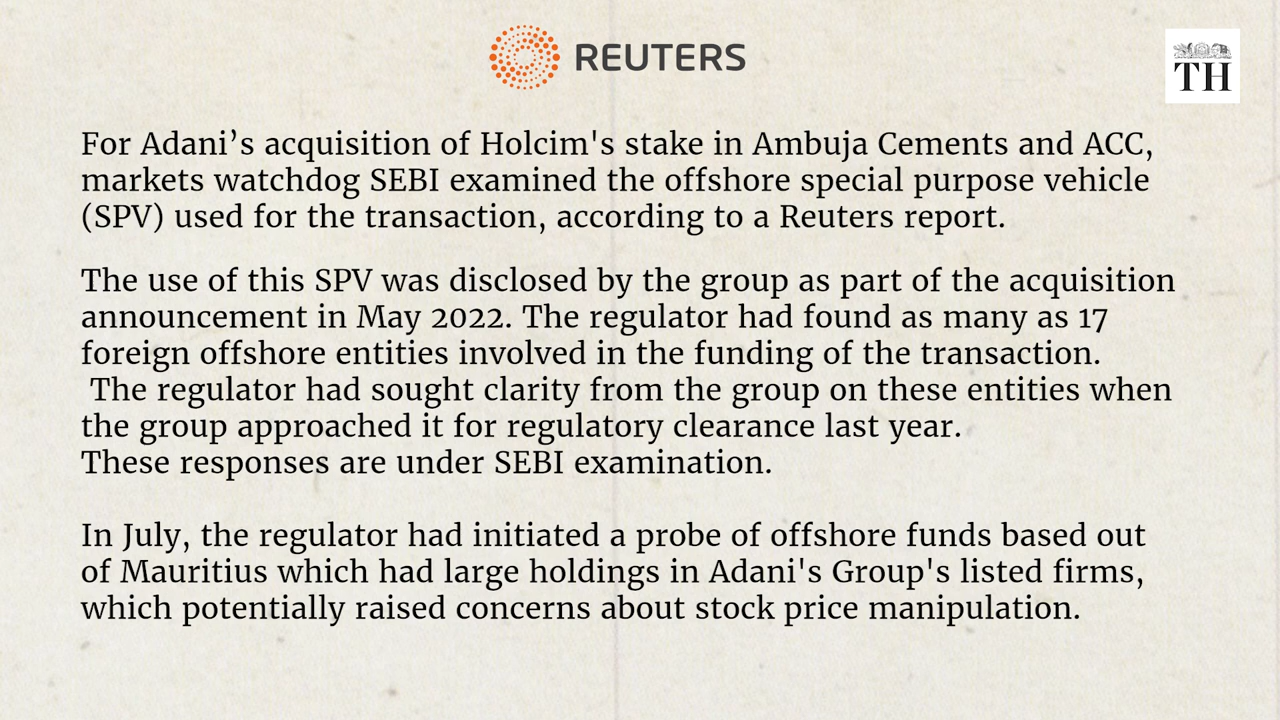 REUTERS
TH
For Adani’s acquisition of Holcim's stake in Ambuja Cements and ACC,
markets watchdog SEBI examined the offshore special purpose vehicle
(SPV) used for the transaction, according to a Reuters report.
The use of this SPV was disclosed by the group as part of the acquisition
announcement in May 2022. The regulator had found as many as 17
foreign offshore entities involved in the funding of the transaction.
The regulator had sought clarity from the group on these entities when
the group approached it for regulatory clearance last year.
These responses are under SEBI examination.
In July, the regulator had initiated a probe of offshore funds based out
of Mauritius which had large holdings in Adani's Group's listed firms,
which potentially raised concerns about stock price manipulation.